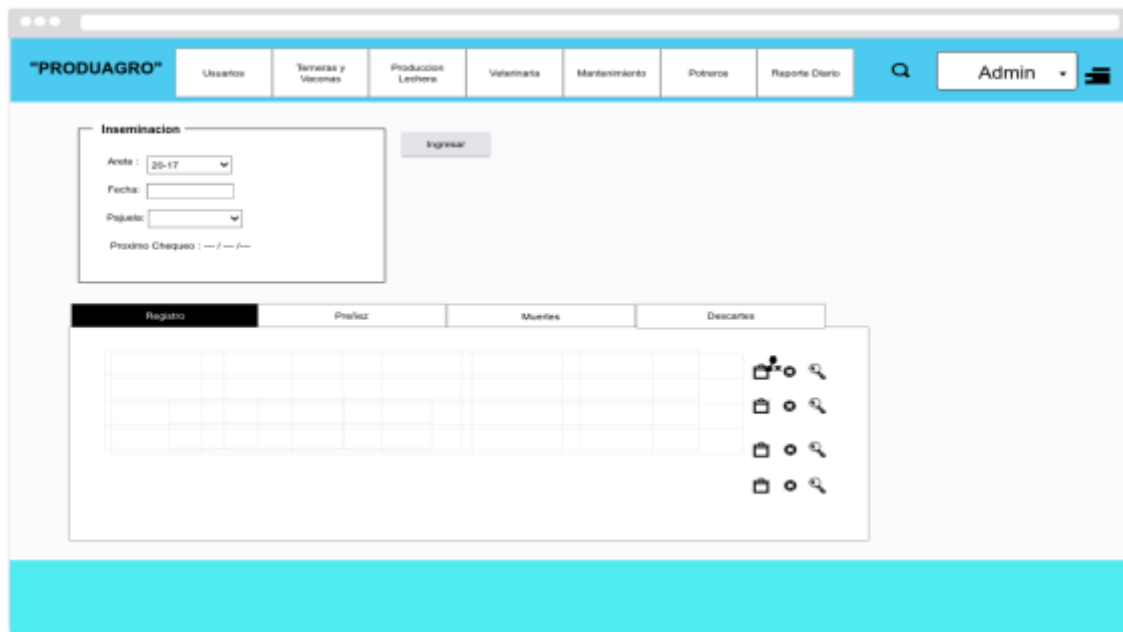 "PRODUAGRO"
Usuarios
Terneras y
Vaconas
Produccion
Lechera
Veterinaria
Mantenimiento
Potreros
Reporte Diario
Admin
Inseminacion
Arete : 20-17
Fecha:
Pajuela:
Proximo Chequeo : --- / --- /---
Ingresar
Registro
Preñez
Muertes
Descartes